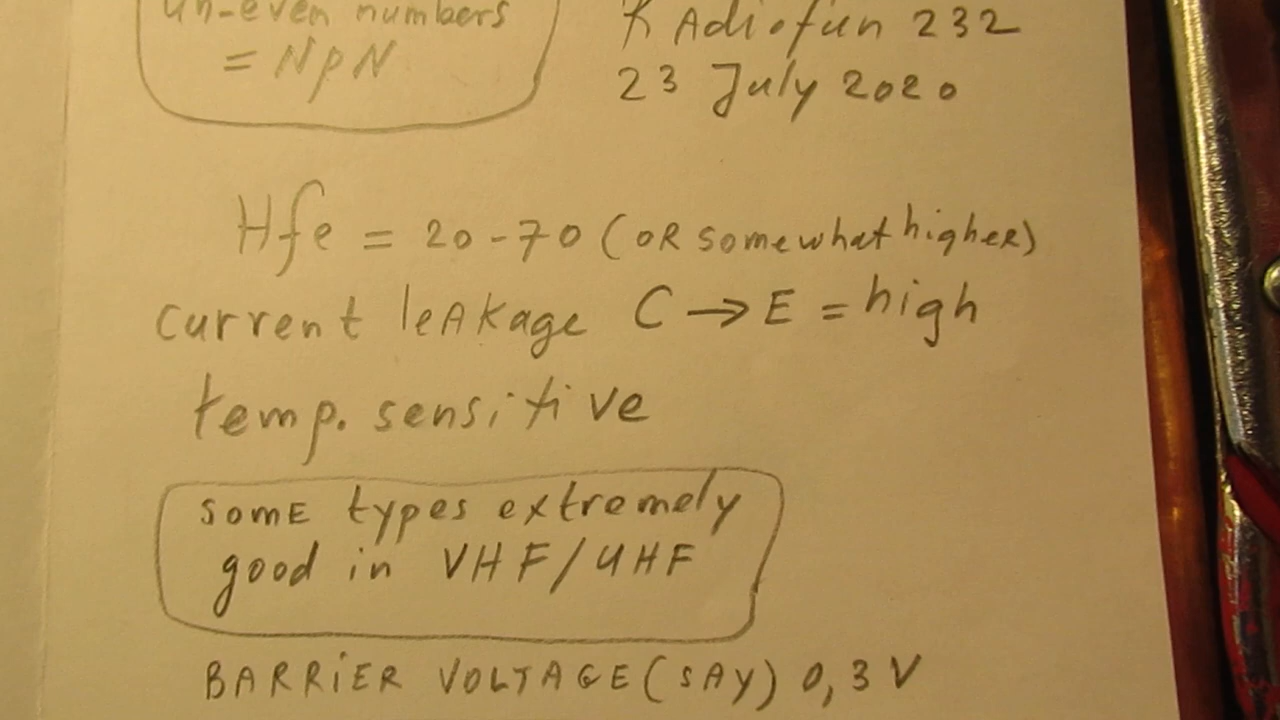 un-even numbers
= NPN
RAdiofun 232
23 July 2020
Hfe = 20-70 (OR somewhat higher)
current leAkage C → E = high
temp. sensitive
somE types extremely
good in VHF/UHF
BARRiER VOLTAGE (SAY) 0,3 V